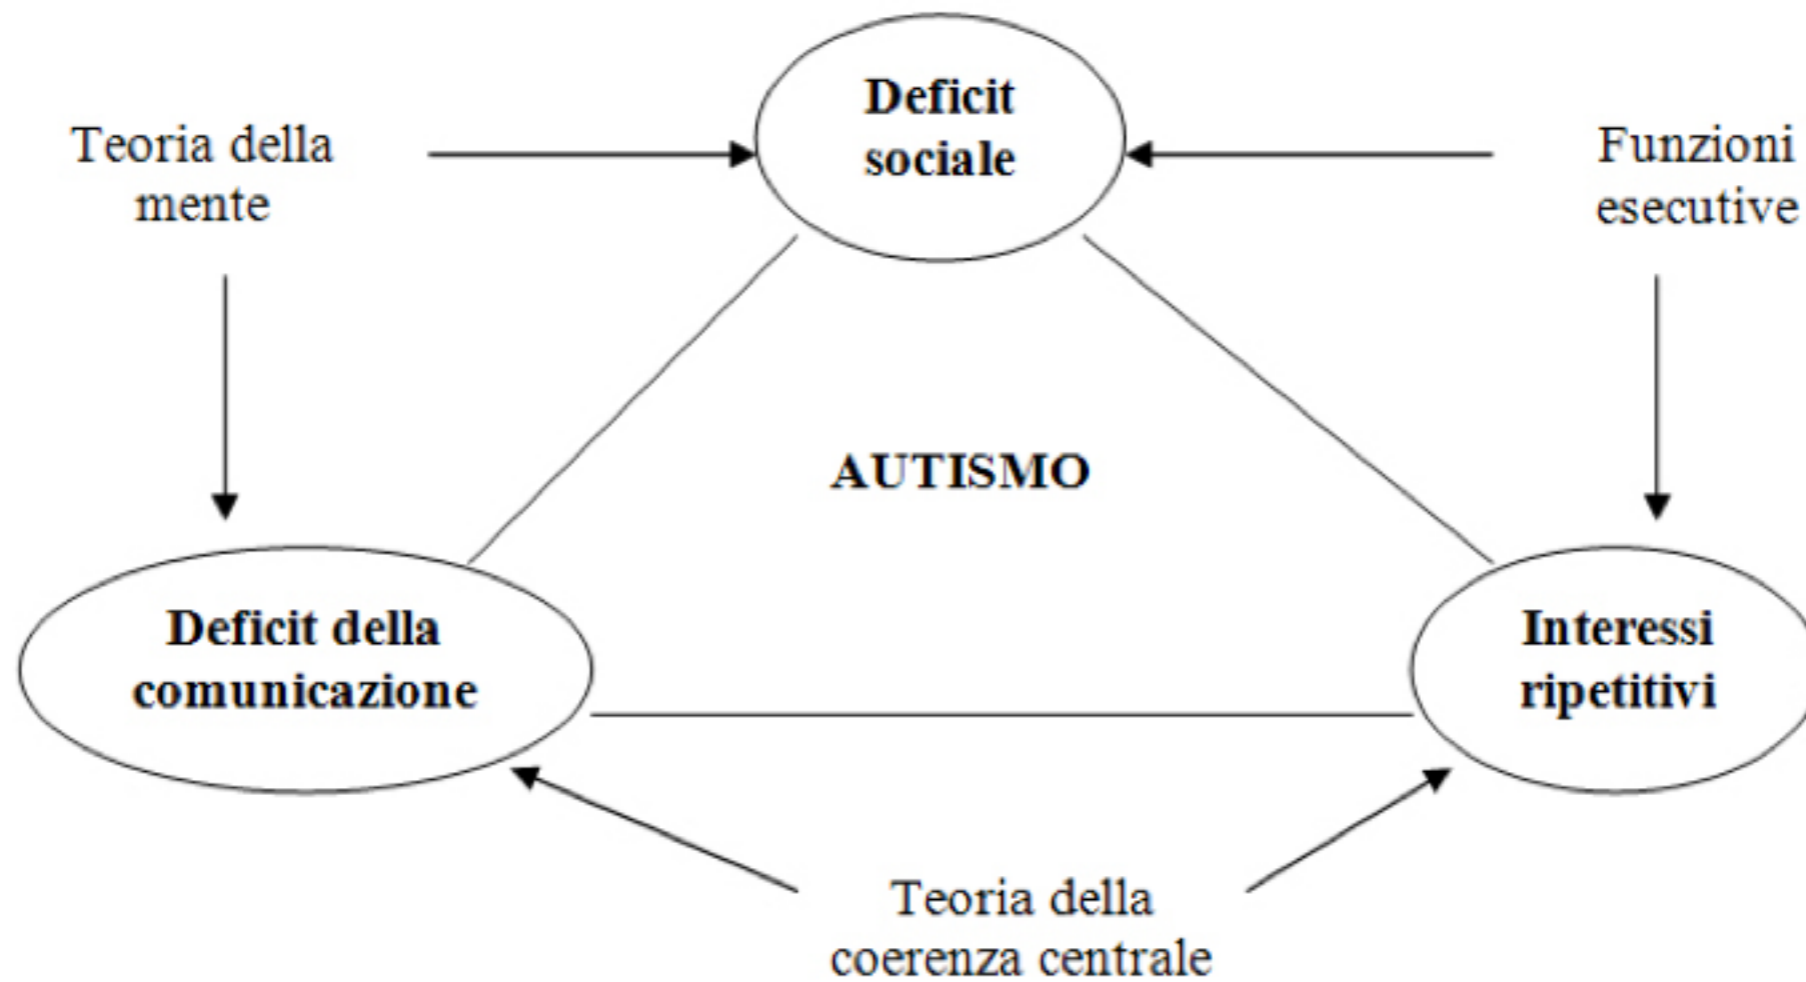 Deficit
sociale
Teoria della
mente
Funzioni
esecutive
AUTISMO
Deficit della
comunicazione
Interessi
ripetitivi
Teoria della
coerenza centrale